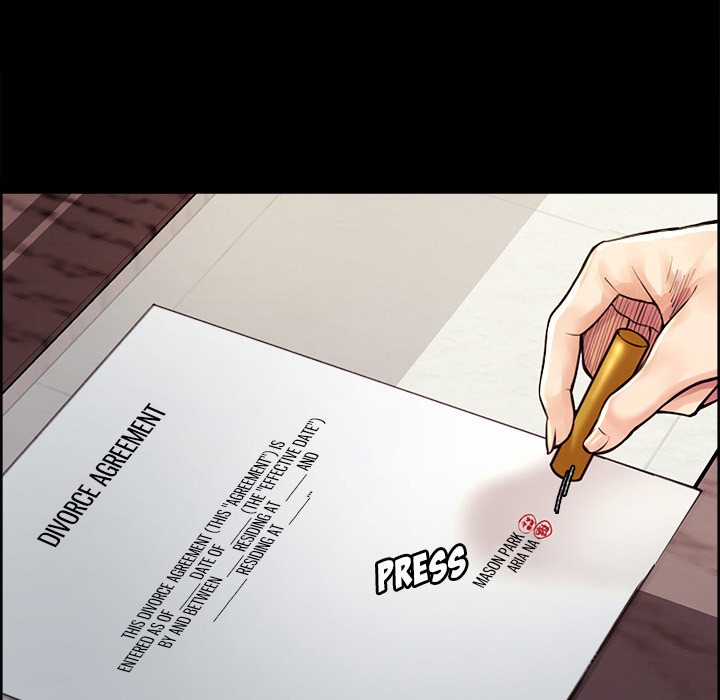 DIVORCE AGREEMENT
THIS DIVORCE AGREEMENT (THIS "AGREEMENT") IS
ENTERED AS OF ____ DATE OF ____ (THE "EFFECTIVE DATE")
BY AND BETWEEN ____ RESIDING AT ____ AND
____ RESIDING AT ____...
PRESS
MASON PARK
ARIA NA